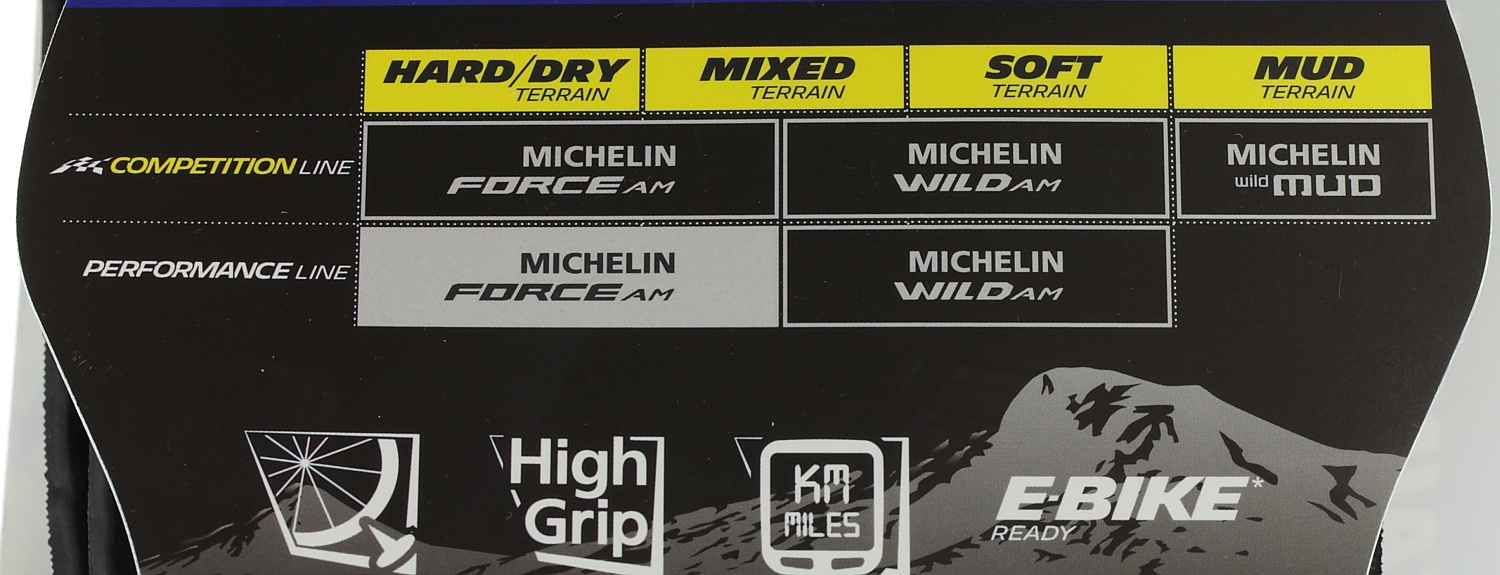 HARD/DRY MIXED SOFT MUD
TERRAIN TERRAIN TERRAIN TERRAIN
COMPETITION LINE
MICHELIN MICHELIN MICHELIN
FORCE AM WILD AM wild MUD
PERFORMANCE LINE
MICHELIN MICHELIN
FORCE AM WILD AM
High
Grip
KM
MILES
E-BIKE*
READY